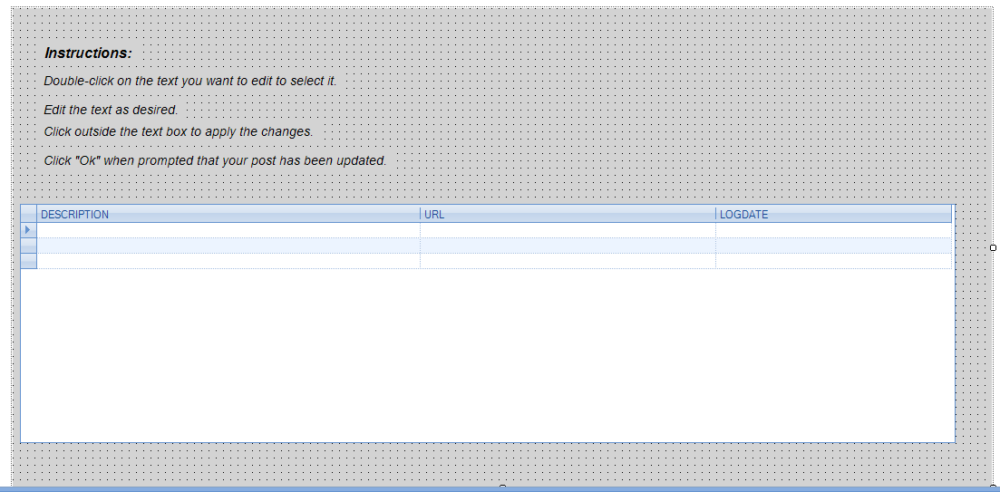 Instructions:
Double-click on the text you want to edit to select it.
Edit the text as desired.
Click outside the text box to apply the changes.
Click "Ok" when prompted that your post has been updated.
DESCRIPTION URL LOGDATE